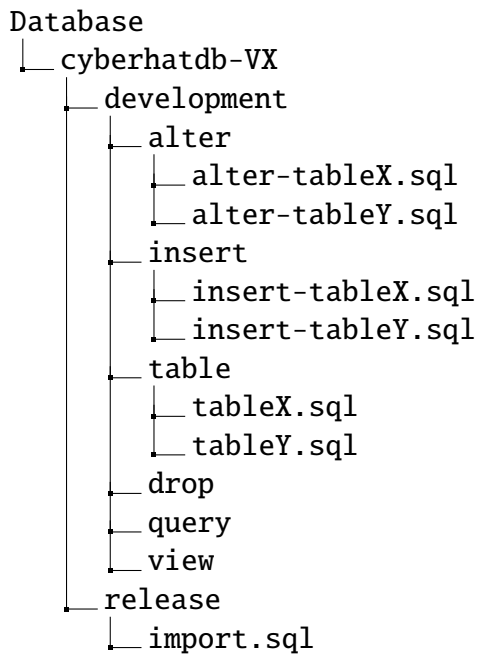 Database
cyberhatdb-VX
development
alter
alter-tableX.sql
alter-tableY.sql
insert
insert-tableX.sql
insert-tableY.sql
table
tableX.sql
tableY.sql
drop
query
view
release
import.sql